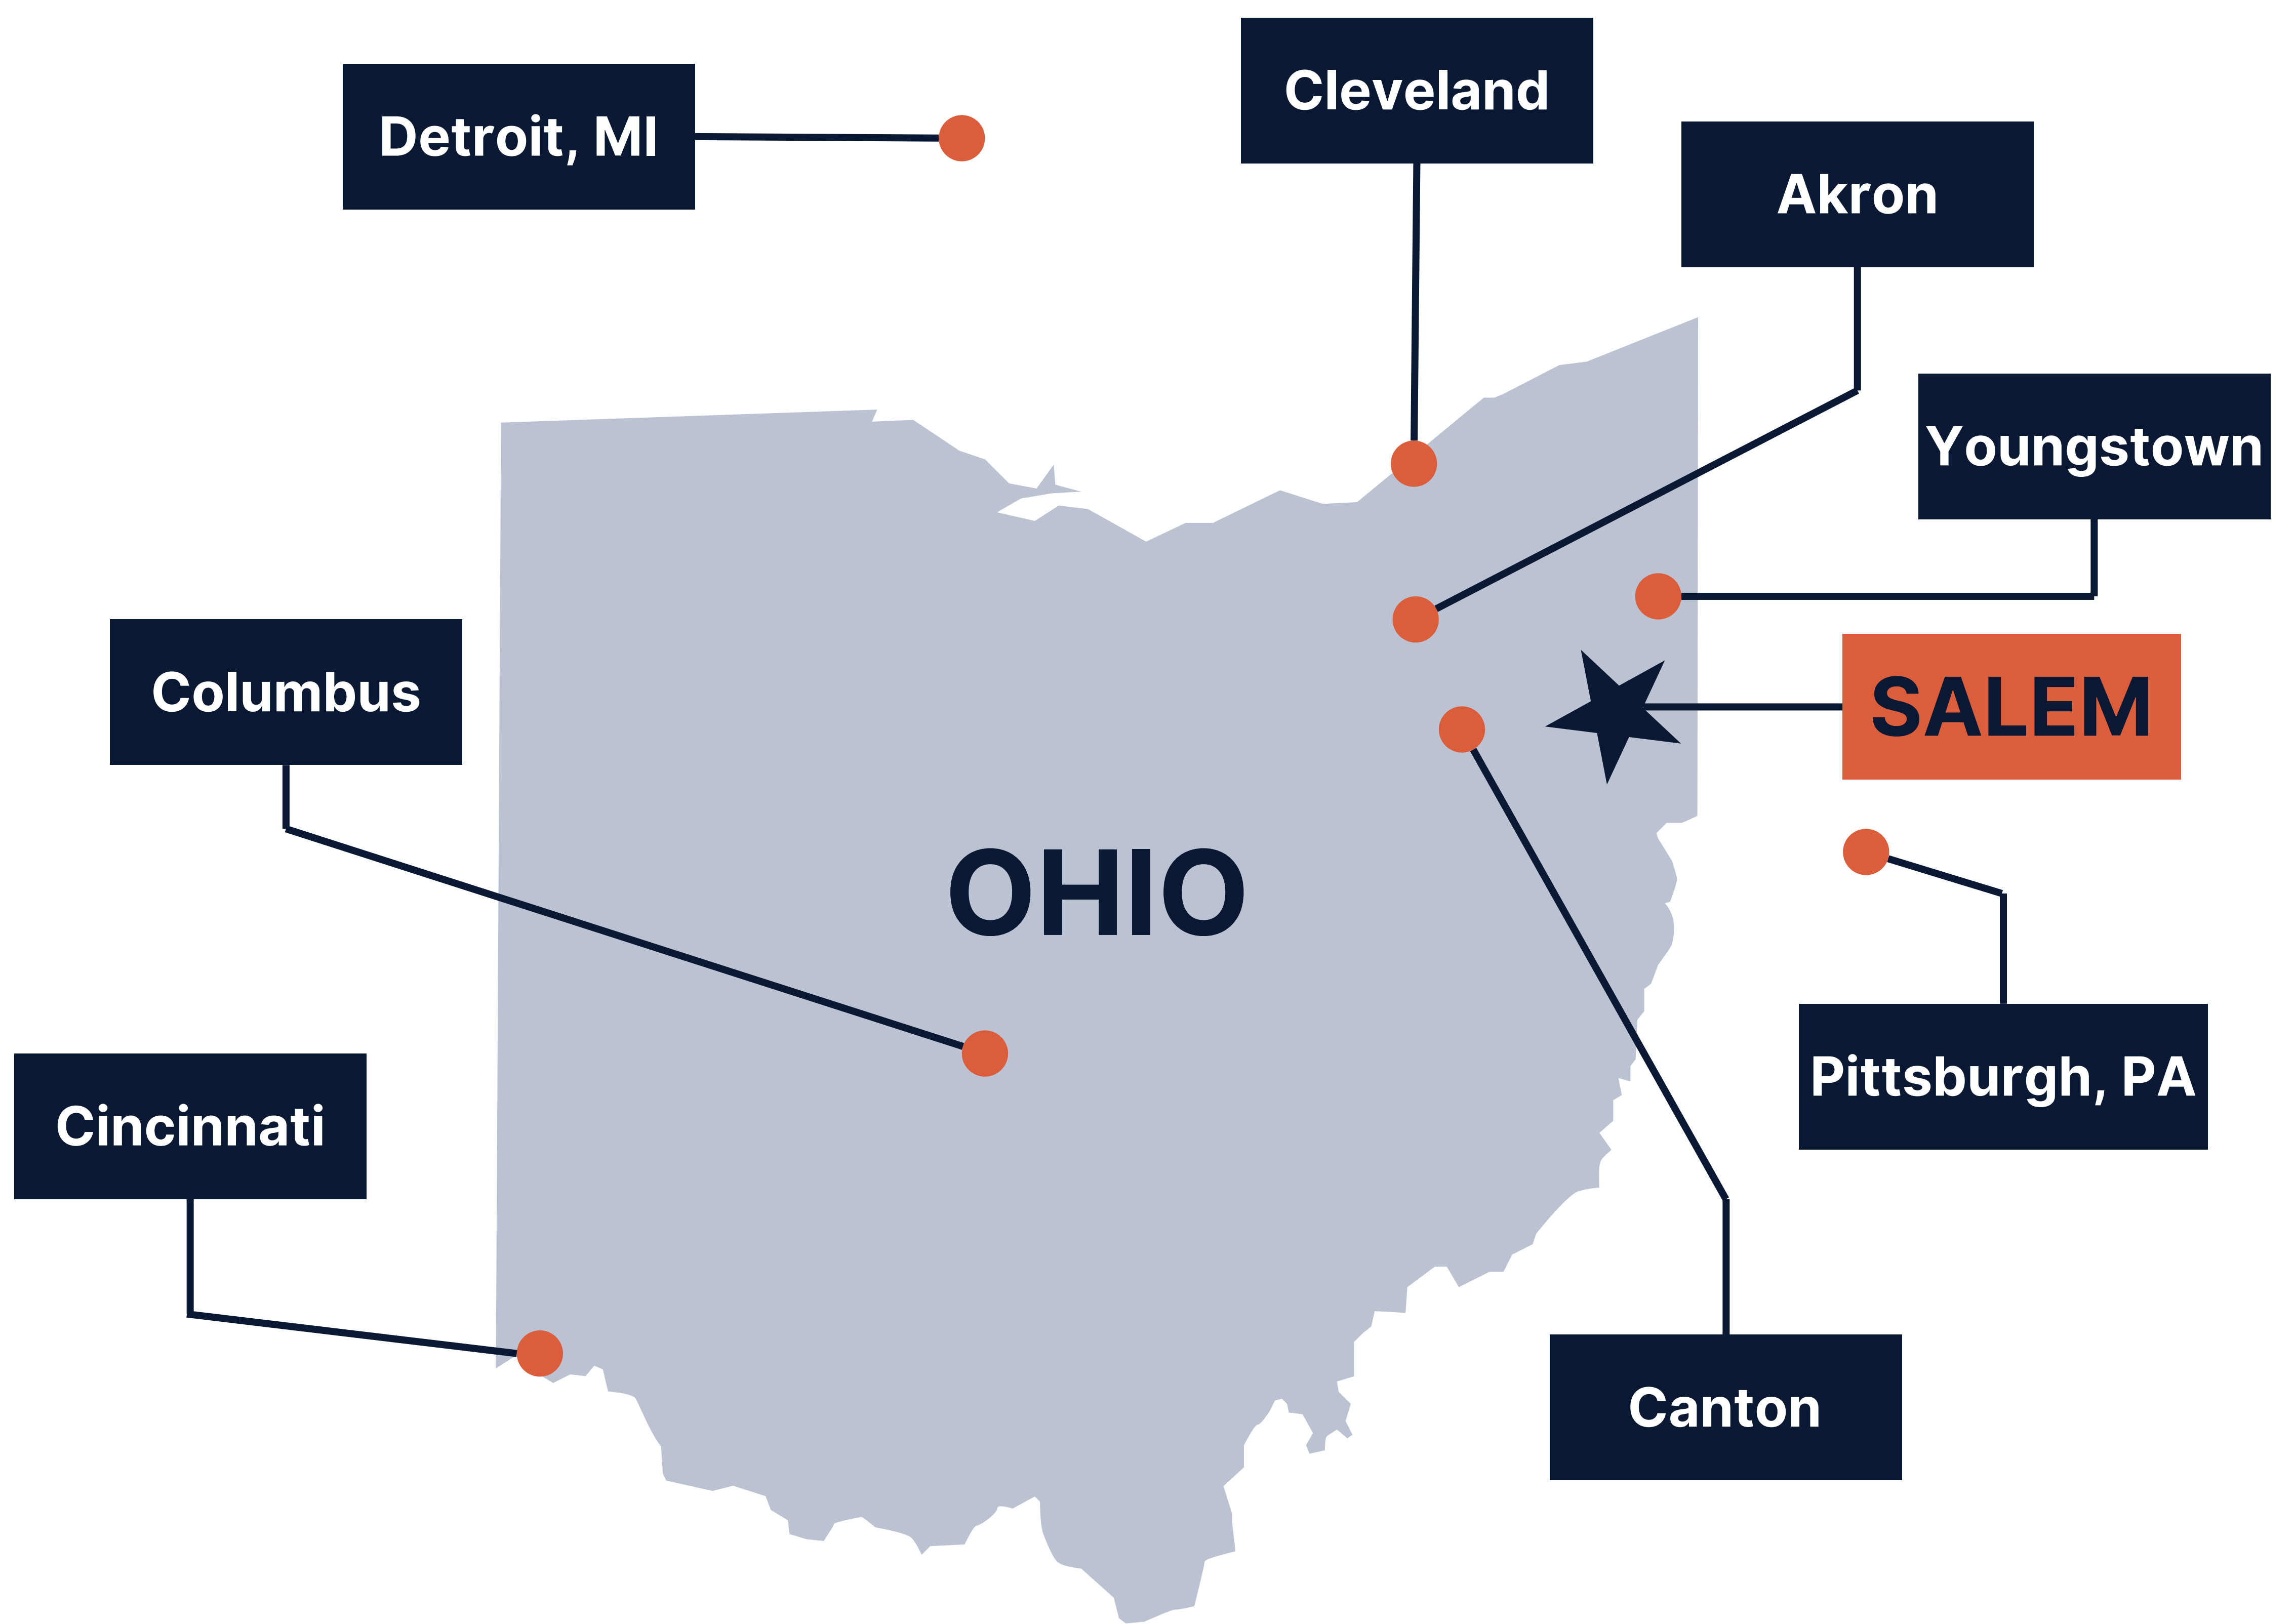 Cleveland
Detroit, MI
Akron
Youngstown
Columbus
SALEM
OHIO
Pittsburgh, PA
Cincinnati
Canton